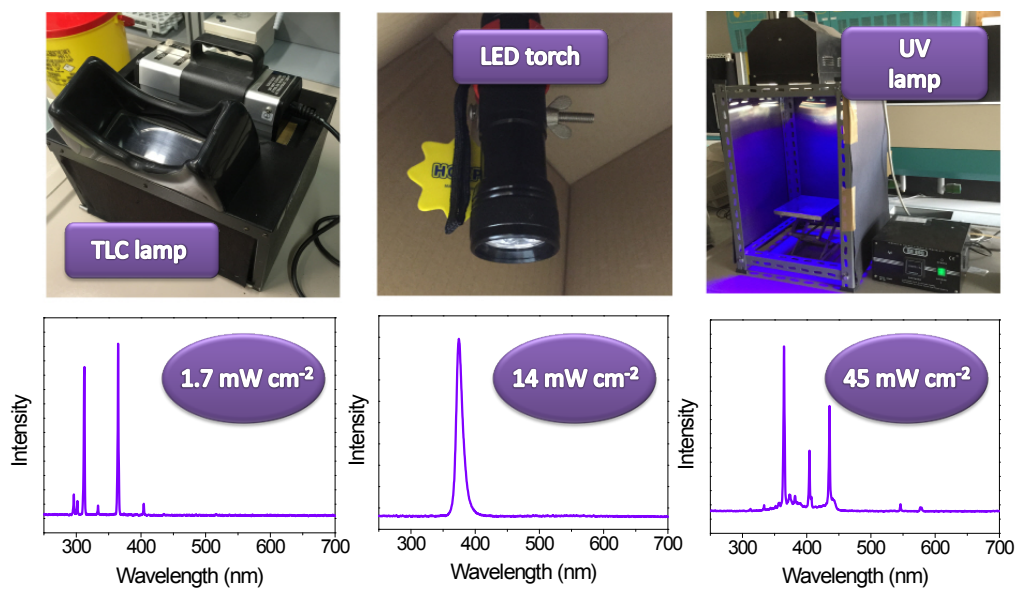 LED torch
UV
lamp
TLC lamp
1.7 mW cm-2
14 mW cm-2
45 mW cm-2
Intensity
Intensity
Intensity
300 400 500 600 700
300 400 500 600 700
300 400 500 600 700
Wavelength (nm)
Wavelength (nm)
Wavelength (nm)